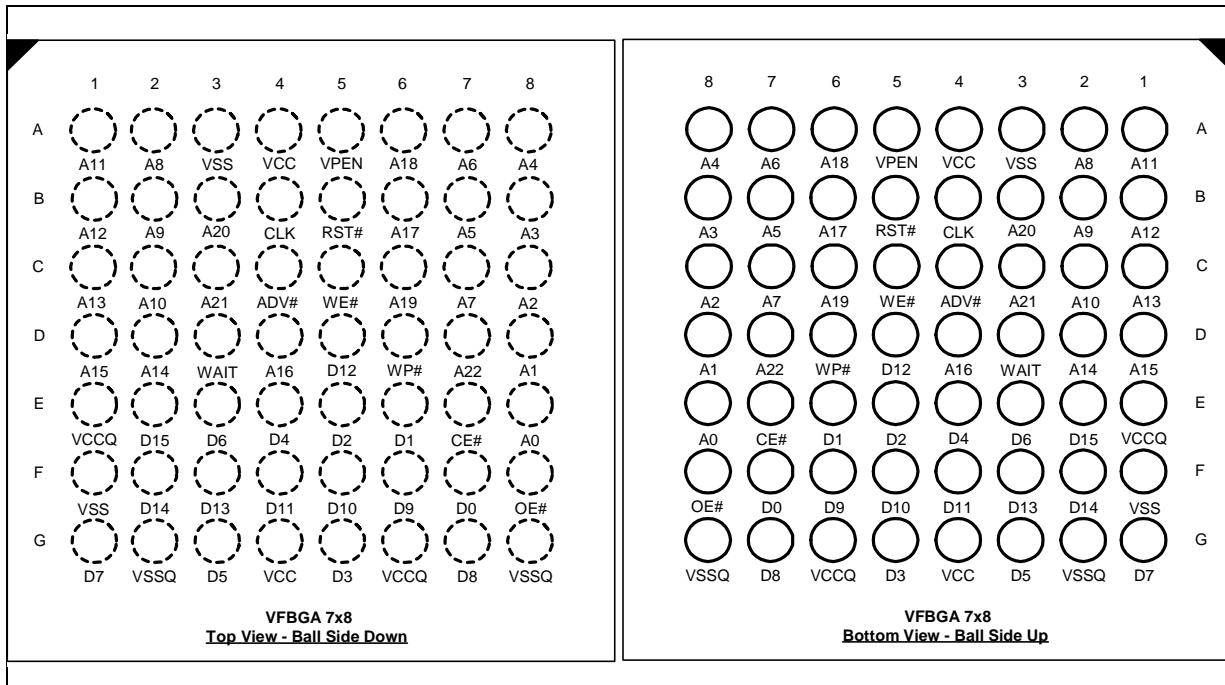 1 2 3 4 5 6 7 8
A
A11 A8 VSS VCC VPEN A18 A6 A4
B
A12 A9 A20 CLK RST# A17 A5 A3
C
A13 A10 A21 ADV# WE# A19 A7 A2
D
A15 A14 WAIT A16 D12 WP# A22 A1
E
VCCQ D15 D6 D4 D2 D1 CE# A0
F
VSS D14 D13 D11 D10 D9 D0 OE#
G
D7 VSSQ D5 VCC D3 VCCQ D8 VSSQ
VFBGA 7x8
Top View - Ball Side Down
8 7 6 5 4 3 2 1
A
A4 A6 A18 VPEN VCC VSS A8 A11
B
A3 A5 A17 RST# CLK A20 A9 A12
C
A2 A7 A19 WE# ADV# A21 A10 A13
D
A1 A22 WP# D12 A16 WAIT A14 A15
E
A0 CE# D1 D2 D4 D6 D15 VCCQ
F
OE# D0 D9 D10 D11 D13 D14 VSS
G
VSSQ D8 VCCQ D3 VCC D5 VSSQ D7
VFBGA 7x8
Bottom View - Ball Side Up